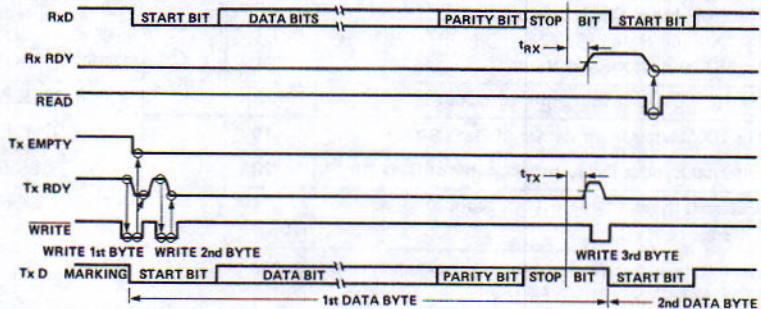 RxD START BIT DATA BITS PARITY BIT STOP BIT START BIT
tRX
Rx RDY
READ
Tx EMPTY
tTX
Tx RDY
WRITE
WRITE 1st BYTE WRITE 2nd BYTE WRITE 3rd BYTE
Tx D MARKING START BIT DATA BIT PARITY BIT STOP BIT START BIT
1st DATA BYTE 2nd DATA BYTE